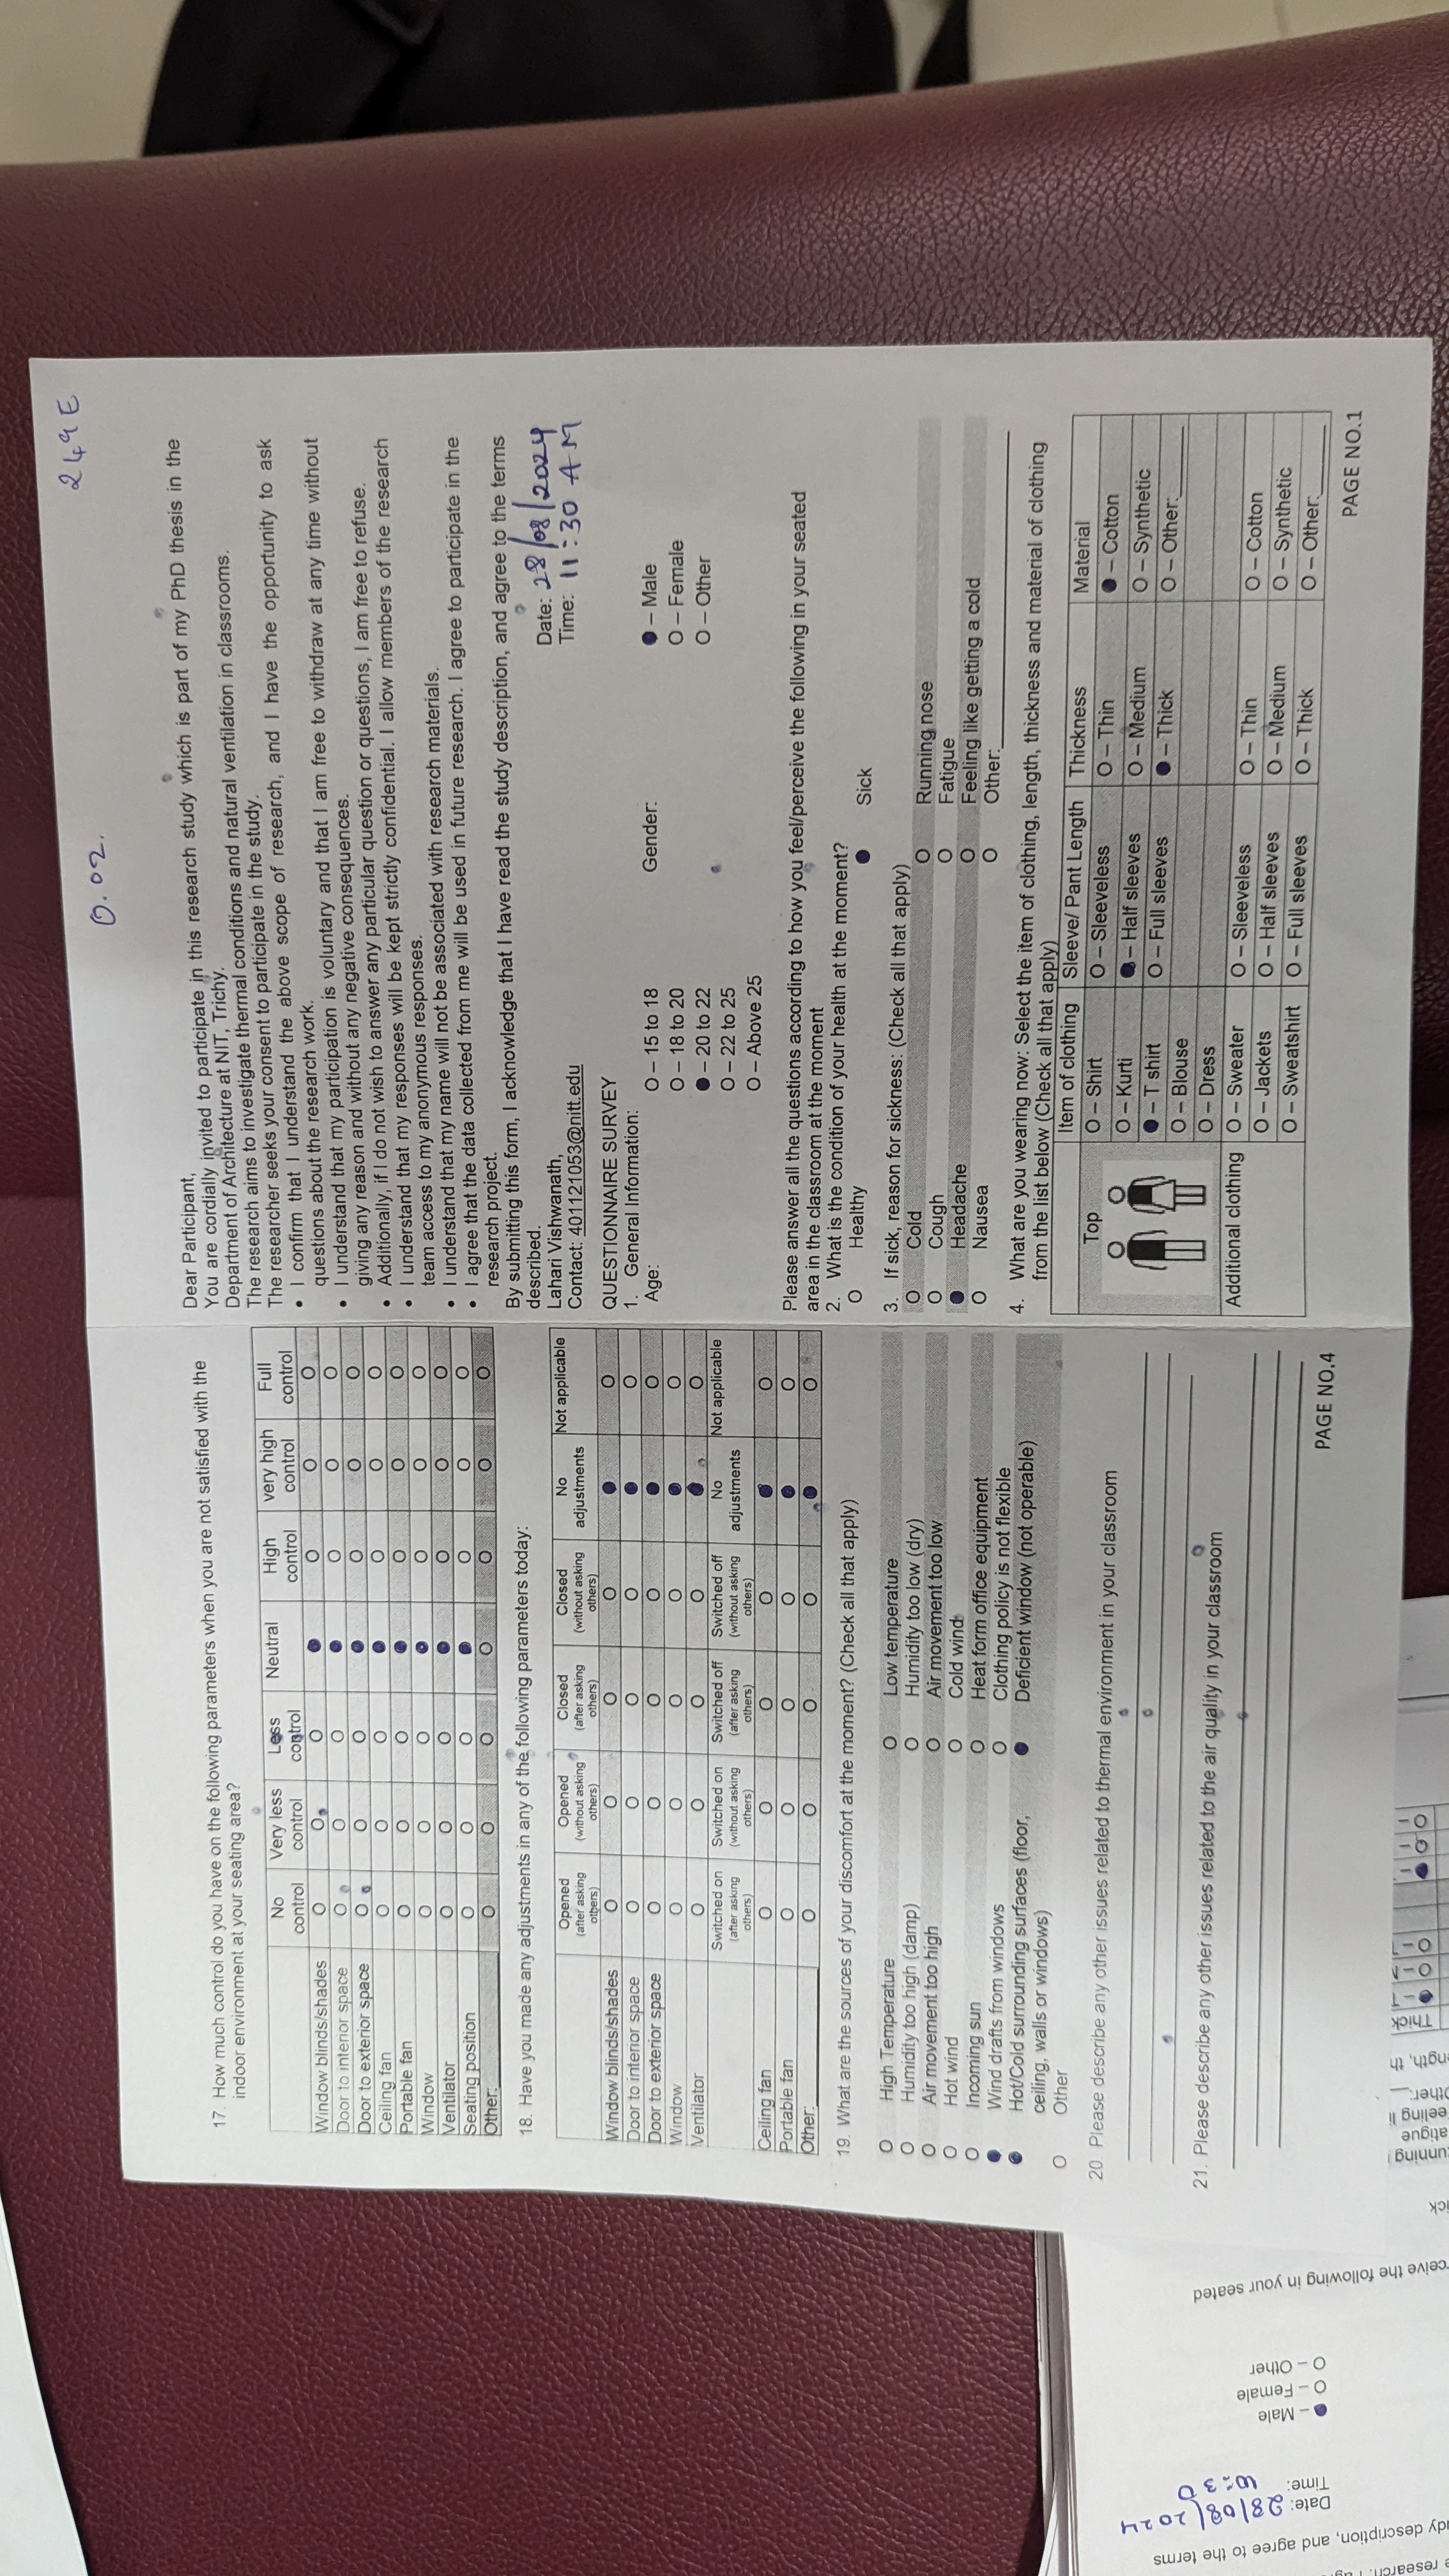 249E
0.02.
17. How much control do you have on the following parameters when you are not satisfied with the
indoor environment at your seating area?
No control Very less control Less control Neutral High control very high control Full control
Window blinds/shades O O O ● O O O
Door to interior space O O O ● O O O
Door to exterior space O O O ● O O O
Ceiling fan O O O ● O O O
Portable fan O O O ● O O O
Window O O O ● O O O
Ventilator O O O ● O O O
Seating position O O O ● O O O
Other:__________ O O O O O O O
18. Have you made any adjustments in any of the following parameters today:
Opened (after asking others) Opened (without asking others) Closed (after asking others) Closed (without asking others) No adjustments Not applicable
Window blinds/shades O O O O ● O
Door to interior space O O O O ● O
Door to exterior space O O O O ● O
Window O O O O ● O
Ventilator O O O O ● O
Switched on (after asking others) Switched on (without asking others) Switched off (after asking others) Switched off (without asking others) No adjustments Not applicable
Ceiling fan O O O O ● O
Portable fan O O O O ● O
Other:__________ O O O O ● O
19. What are the sources of your discomfort at the moment? (Check all that apply)
O High Temperature O Low temperature
O Humidity too high (damp) O Humidity too low (dry)
O Air movement too high O Air movement too low
O Hot wind O Cold wind
O Incoming sun O Heat form office equipment
● Wind drafts from windows O Clothing policy is not flexible
● Hot/Cold surrounding surfaces (floor, ● Deficient window (not operable)
ceiling, walls or windows)
O Other
20 Please describe any other issues related to thermal environment in your classroom
21. Please describe any other issues related to the air quality in your classroom
PAGE NO.4
Dear Participant,
You are cordially invited to participate in this research study which is part of my PhD thesis in the
Department of Architecture at NIT, Trichy.
The research aims to investigate thermal conditions and natural ventilation in classrooms.
The researcher seeks your consent to participate in the study.
• I confirm that I understand the above scope of research, and I have the opportunity to ask
questions about the research work.
• I understand that my participation is voluntary and that I am free to withdraw at any time without
giving any reason and without any negative consequences.
• Additionally, if I do not wish to answer any particular question or questions, I am free to refuse.
• I understand that my responses will be kept strictly confidential. I allow members of the research
team access to my anonymous responses.
• I understand that my name will not be associated with research materials.
• I agree that the data collected from me will be used in future research. I agree to participate in the
research project.
By submitting this form, I acknowledge that I have read the study description, and agree to the terms
described.
Lahari Vishwanath,
Contact: 401121053@nitt.edu
Date: 28/08/2024
Time: 11:30 AM
QUESTIONNAIRE SURVEY
1. General Information:
Age: O – 15 to 18 Gender: ● – Male
O – 18 to 20 O – Female
● – 20 to 22 O – Other
O – 22 to 25
O – Above 25
Please answer all the questions according to how you feel/perceive the following in your seated
area in the classroom at the moment
2. What is the condition of your health at the moment?
O Healthy ● Sick
3. If sick, reason for sickness: (Check all that apply)
O Cold O Running nose
O Cough O Fatigue
● Headache O Feeling like getting a cold
O Nausea O Other:__________
4. What are you wearing now: Select the item of clothing, length, thickness and material of clothing
from the list below (Check all that apply)
Item of clothing Sleeve/ Pant Length Thickness Material
Top O – Shirt O – Sleeveless O – Thin ● – Cotton
O – Kurti ● – Half sleeves O – Medium O – Synthetic
● – T shirt O – Full sleeves ● – Thick O – Other:______
O – Blouse
O – Dress
Additional clothing O – Sweater O – Sleeveless O – Thin O – Cotton
O – Jackets O – Half sleeves O – Medium O – Synthetic
O – Sweatshirt O – Full sleeves O – Thick O – Other:______
PAGE NO.1
research.
dy description, and agree to the terms
Date: 28/08/2024
Time: 10:30
● – Male
O – Female
O – Other
ceive the following in your seated
ick
unning
atigue
eeling li
ther:__
ngth, th
Thick